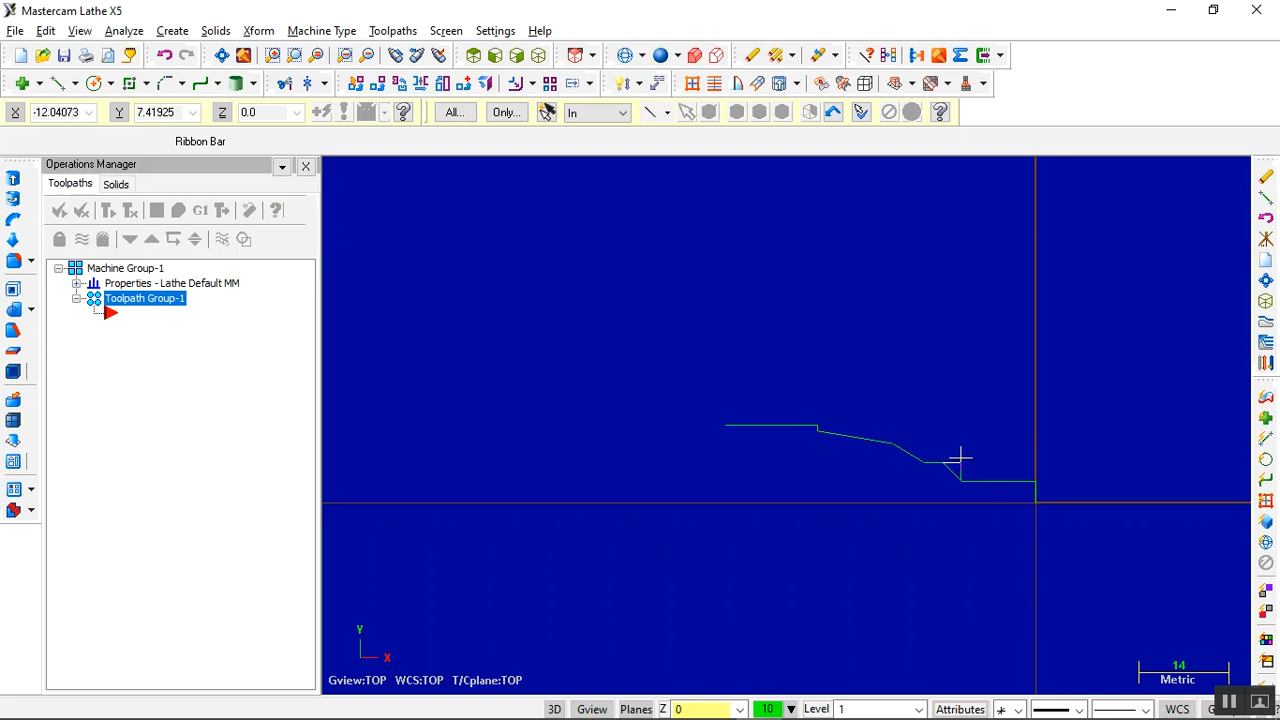 Mastercam Lathe X5
File Edit View Analyze Create Solids Xform Machine Type Toolpaths Screen Settings Help
X -12.04073 Y 7.41925 Z 0.0 All... Only... In
Ribbon Bar
Operations Manager
Toolpaths Solids
G1
Machine Group-1
Properties - Lathe Default MM
Toolpath Group-1
Y
X
14
Metric
Gview:TOP WCS:TOP T/Cplane:TOP
3D Gview Planes Z 0 10 Level 1 Attributes WCS